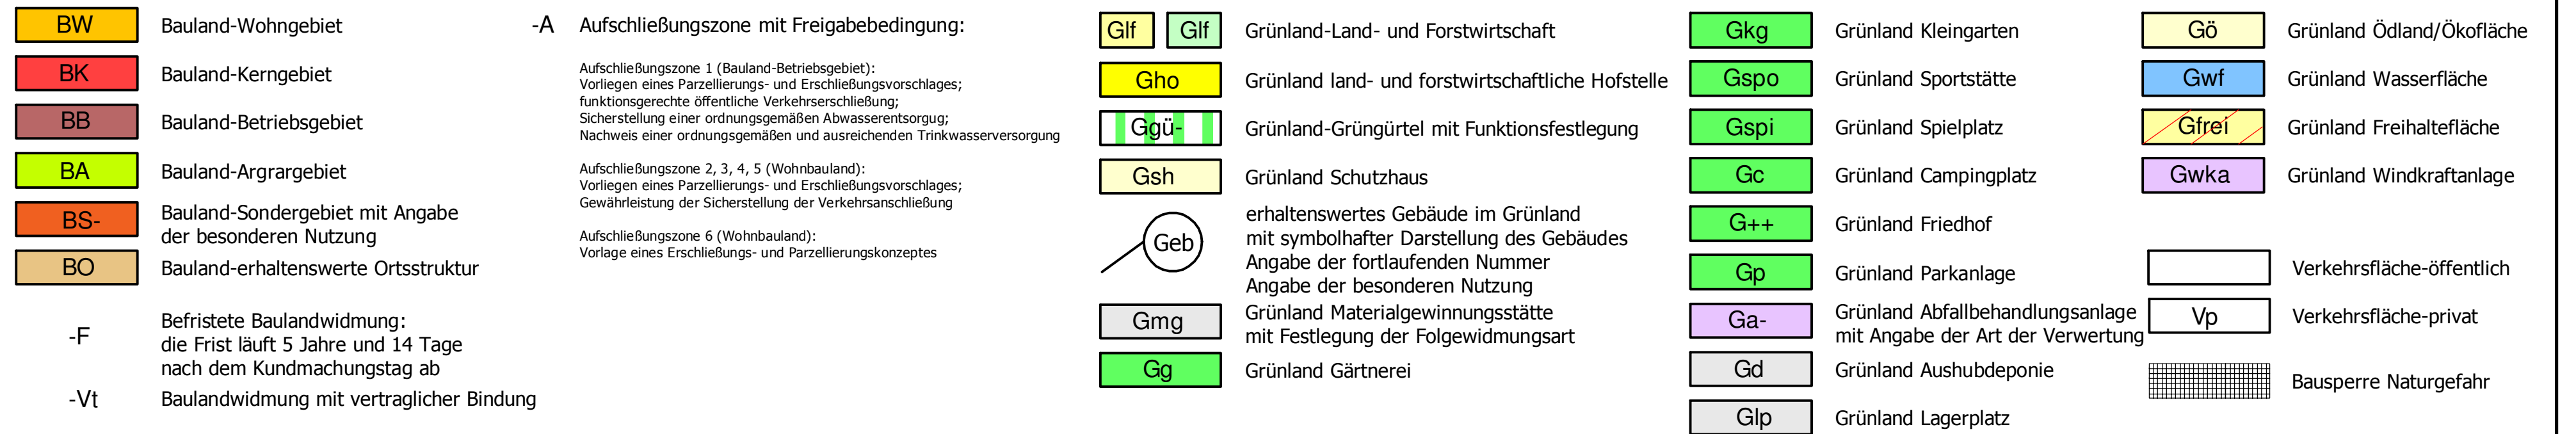 BW Bauland-Wohngebiet
BK Bauland-Kerngebiet
BB Bauland-Betriebsgebiet
BA Bauland-Argrargebiet
BS- Bauland-Sondergebiet mit Angabe
der besonderen Nutzung
BO Bauland-erhaltenswerte Ortsstruktur
-F Befristete Baulandwidmung:
die Frist läuft 5 Jahre und 14 Tage
nach dem Kundmachungstag ab
-Vt Baulandwidmung mit vertraglicher Bindung
-A Aufschließungszone mit Freigabebedingung:
Aufschließungszone 1 (Bauland-Betriebsgebiet):
Vorliegen eines Parzellierungs- und Erschließungsvorschlages;
funktionsgerechte öffentliche Verkehrserschließung;
Sicherstellung einer ordnungsgemäßen Abwasserentsorgug;
Nachweis einer ordnungsgemäßen und ausreichenden Trinkwasserversorgung
Aufschließungszone 2, 3, 4, 5 (Wohnbauland):
Vorliegen eines Parzellierungs- und Erschließungsvorschlages;
Gewährleistung der Sicherstellung der Verkehrsanschließung
Aufschließungszone 6 (Wohnbauland):
Vorlage eines Erschließungs- und Parzellierungskonzeptes
Glf Glf Grünland-Land- und Forstwirtschaft
Gho Grünland land- und forstwirtschaftliche Hofstelle
Ggü- Grünland-Grüngürtel mit Funktionsfestlegung
Gsh Grünland Schutzhaus
Geb erhaltenswertes Gebäude im Grünland
mit symbolhafter Darstellung des Gebäudes
Angabe der fortlaufenden Nummer
Angabe der besonderen Nutzung
Gmg Grünland Materialgewinnungsstätte
mit Festlegung der Folgewidmungsart
Gg Grünland Gärtnerei
Gkg Grünland Kleingarten
Gspo Grünland Sportstätte
Gspi Grünland Spielplatz
Gc Grünland Campingplatz
G++ Grünland Friedhof
Gp Grünland Parkanlage
Ga- Grünland Abfallbehandlungsanlage
mit Angabe der Art der Verwertung
Gd Grünland Aushubdeponie
Glp Grünland Lagerplatz
Gö Grünland Ödland/Ökofläche
Gwf Grünland Wasserfläche
Gfrei Grünland Freihaltefläche
Gwka Grünland Windkraftanlage
Verkehrsfläche-öffentlich
Vp Verkehrsfläche-privat
Bausperre Naturgefahr